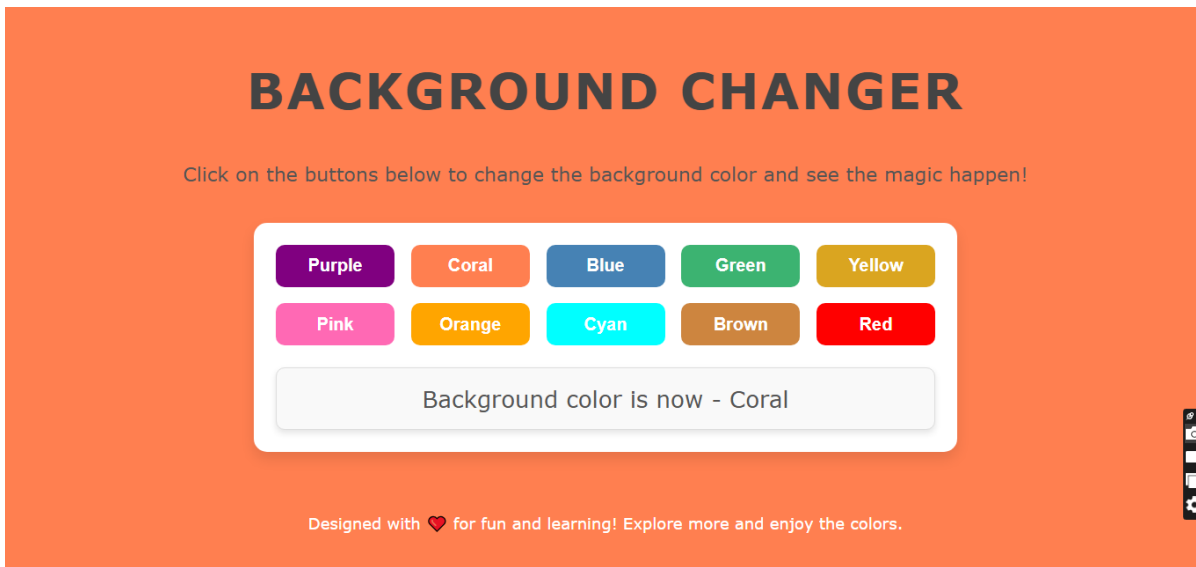 BACKGROUND CHANGER
Click on the buttons below to change the background color and see the magic happen!
Purple Coral Blue Green Yellow
Pink Orange Cyan Brown Red
Background color is now - Coral
Designed with ❤️ for fun and learning! Explore more and enjoy the colors.